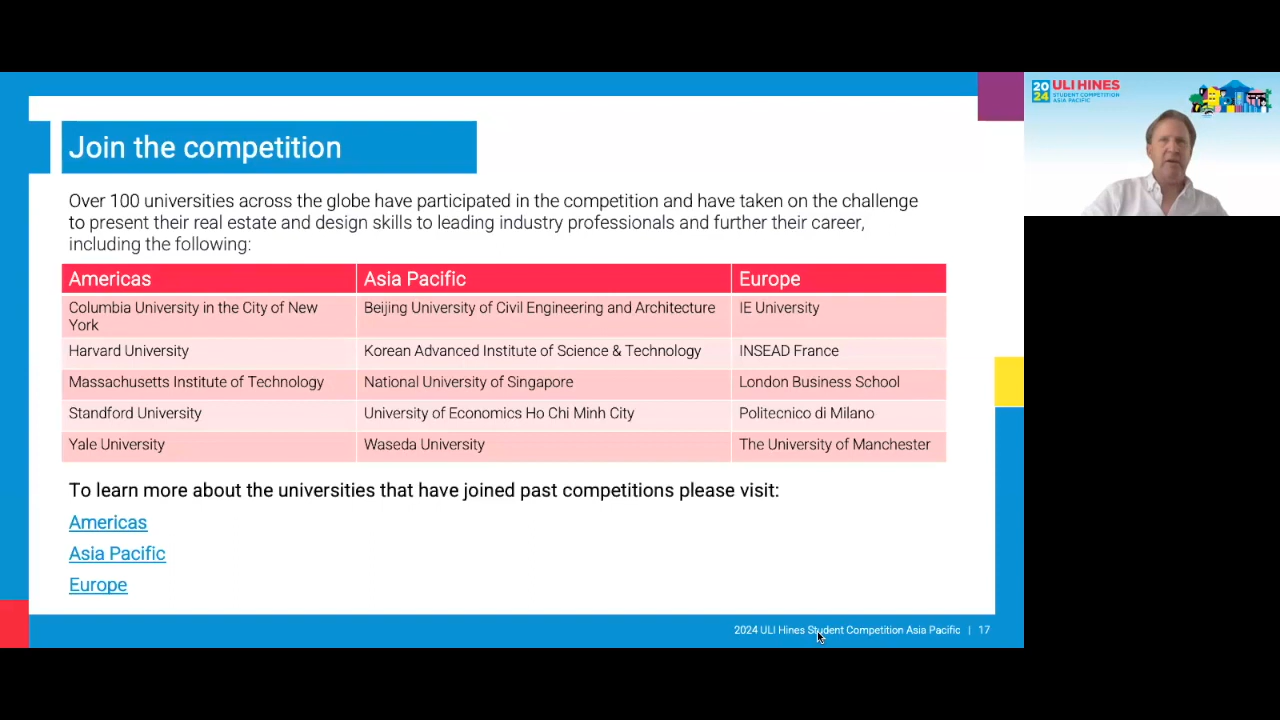 Join the competition
Over 100 universities across the globe have participated in the competition and have taken on the challenge
to present their real estate and design skills to leading industry professionals and further their career,
including the following:
Americas Asia Pacific Europe
Columbia University in the City of New
York
Beijing University of Civil Engineering and Architecture
IE University
Harvard University Korean Advanced Institute of Science & Technology INSEAD France
Massachusetts Institute of Technology National University of Singapore London Business School
Standford University University of Economics Ho Chi Minh City Politecnico di Milano
Yale University Waseda University The University of Manchester
To learn more about the universities that have joined past competitions please visit:
Americas
Asia Pacific
Europe
2024 ULI Hines Student Competition Asia Pacific | 17
20
24
ULI HINES
STUDENT COMPETITION
ASIA PACIFIC